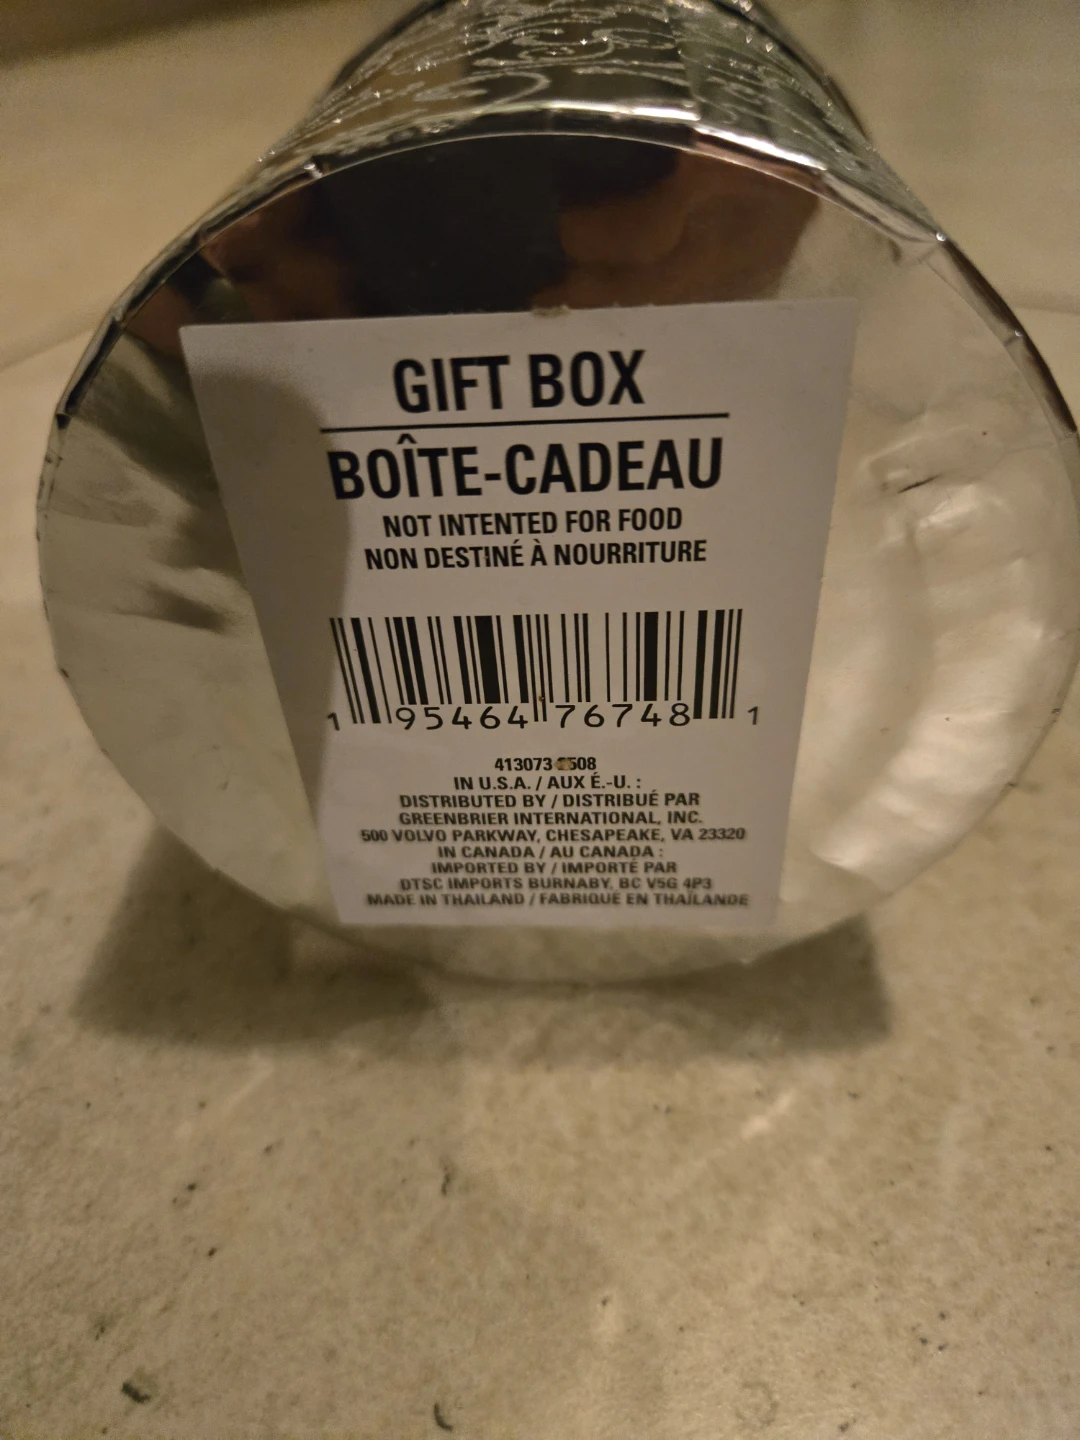 GIFT BOX
BOÎTE-CADEAU
NOT INTENTED FOR FOOD
NON DESTINÉ À NOURRITURE
1 95464 76748 1
413073 508
IN U.S.A. / AUX É.-U. :
DISTRIBUTED BY / DISTRIBUÉ PAR
GREENBRIER INTERNATIONAL, INC.
500 VOLVO PARKWAY, CHESAPEAKE, VA 23320
IN CANADA / AU CANADA :
IMPORTED BY / IMPORTÉ PAR
DTSC IMPORTS BURNABY, BC V5G 4P3
MADE IN THAILAND / FABRIQUÉ EN THAÏLANDE